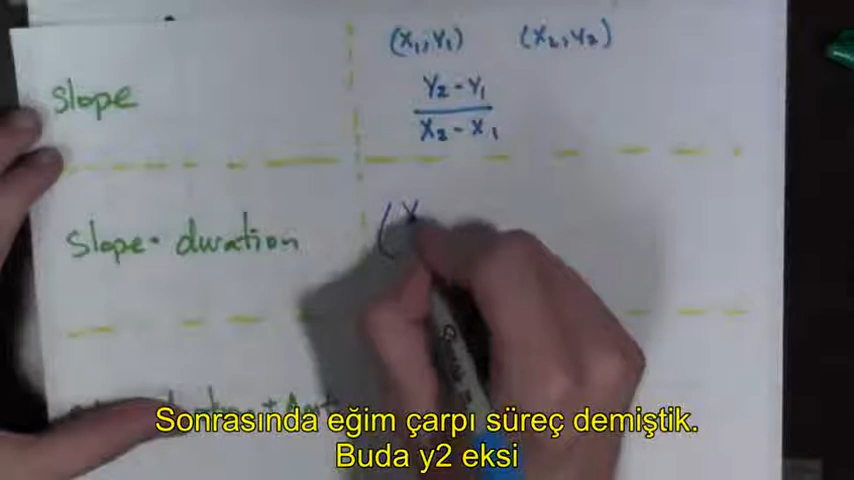 (x₁, y₁) (x₂, y₂)
slope
y₂ - y₁
x₂ - x₁
slope · duration
(y
Sonrasında eğim çarpı süreç demiştik.
Buda y2 eksi